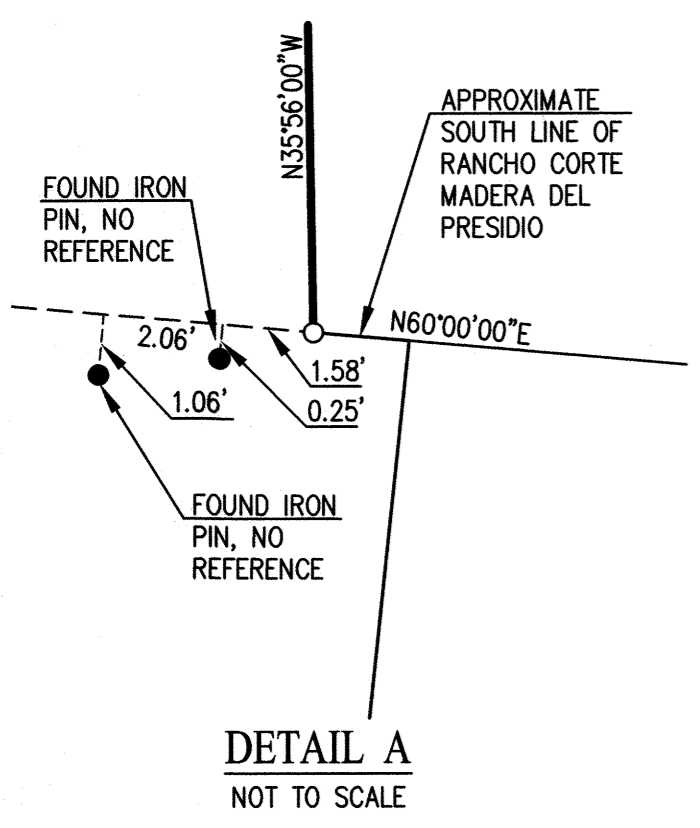 N35°56'00"W
APPROXIMATE
SOUTH LINE OF
RANCHO CORTE
MADERA DEL
PRESIDIO
FOUND IRON
PIN, NO
REFERENCE
N60°00'00"E
2.06'
1.58'
1.06'
0.25'
FOUND IRON
PIN, NO
REFERENCE
DETAIL A
NOT TO SCALE